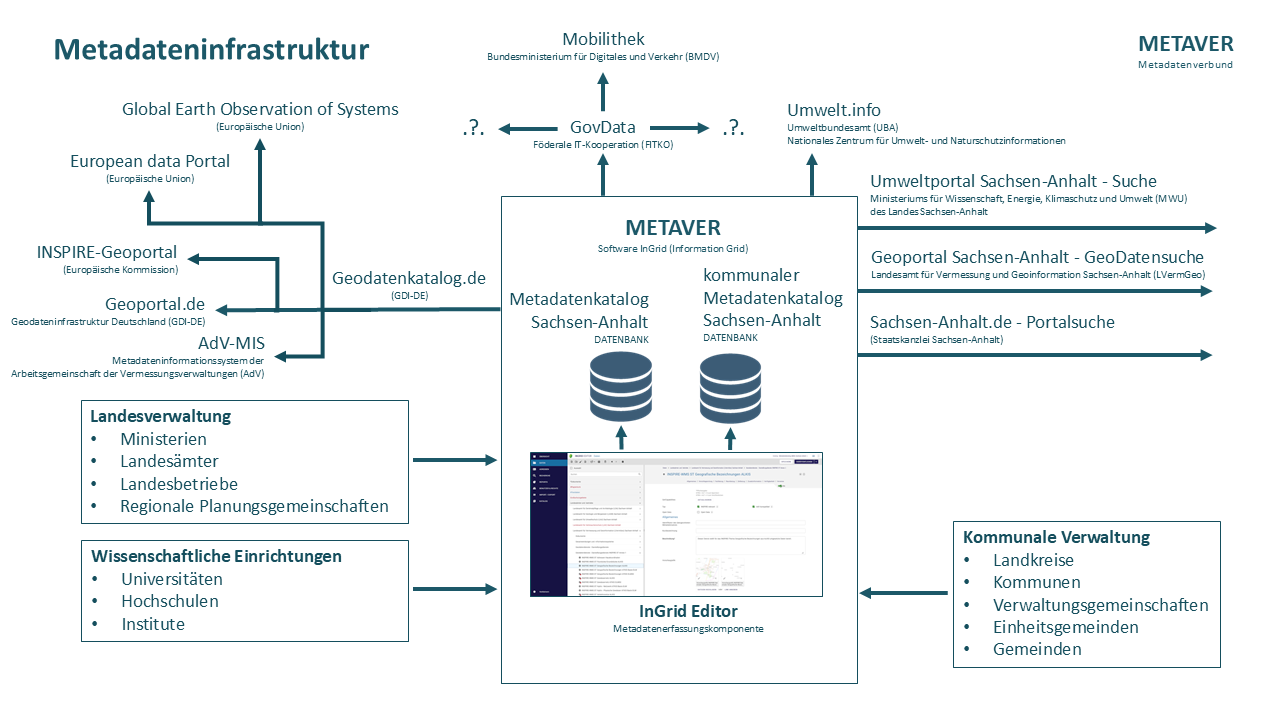 Metadateninfrastruktur
METAVER
Metadatenverbund
Mobilithek
Bundesministerium für Digitales und Verkehr (BMDV)
.?.
GovData
.?.
Föderale IT-Kooperation (FITKO)
Umwelt.info
Umweltbundesamt (UBA)
Nationales Zentrum für Umwelt- und Naturschutzinformationen
Global Earth Observation of Systems
(Europäische Union)
European data Portal
(Europäische Union)
INSPIRE-Geoportal
(Europäische Kommission)
Geodatenkatalog.de
(GDI-DE)
Geoportal.de
Geodateninfrastruktur Deutschland (GDI-DE)
AdV-MIS
Metadateninformationssystem der
Arbeitsgemeinschaft der Vermessungsverwaltungen (AdV)
Umweltportal Sachsen-Anhalt - Suche
Ministeriums für Wissenschaft, Energie, Klimaschutz und Umwelt (MWU)
des Landes Sachsen-Anhalt
Geoportal Sachsen-Anhalt - GeoDatensuche
Landesamt für Vermessung und Geoinformation Sachsen-Anhalt (LVermGeo)
Sachsen-Anhalt.de - Portalsuche
(Staatskanzlei Sachsen-Anhalt)
METAVER
Software InGrid (Information Grid)
Metadatenkatalog
Sachsen-Anhalt
DATENBANK
kommunaler
Metadatenkatalog
Sachsen-Anhalt
DATENBANK
InGrid Editor
Metadatenerfassungskomponente
Landesverwaltung
• Ministerien
• Landesämter
• Landesbetriebe
• Regionale Planungsgemeinschaften
Wissenschaftliche Einrichtungen
• Universitäten
• Hochschulen
• Institute
Kommunale Verwaltung
• Landkreise
• Kommunen
• Verwaltungsgemeinschaften
• Einheitsgemeinden
• Gemeinden